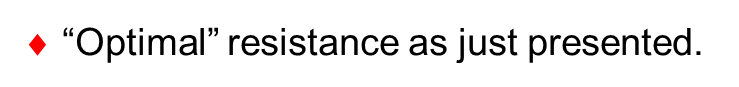 ♦ “Optimal” resistance as just presented.